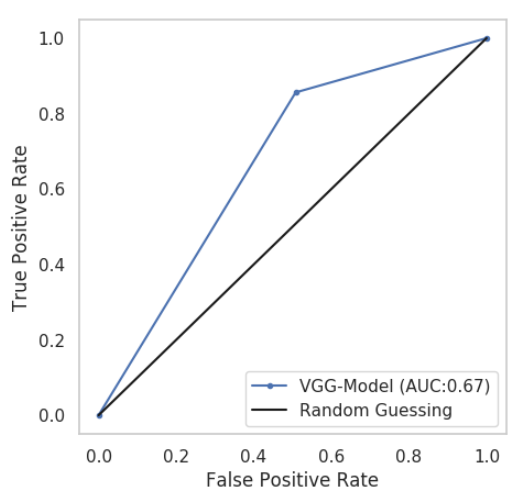 1.0
0.8
0.6
0.4
0.2
0.0
True Positive Rate
VGG-Model (AUC:0.67)
Random Guessing
0.0 0.2 0.4 0.6 0.8 1.0
False Positive Rate